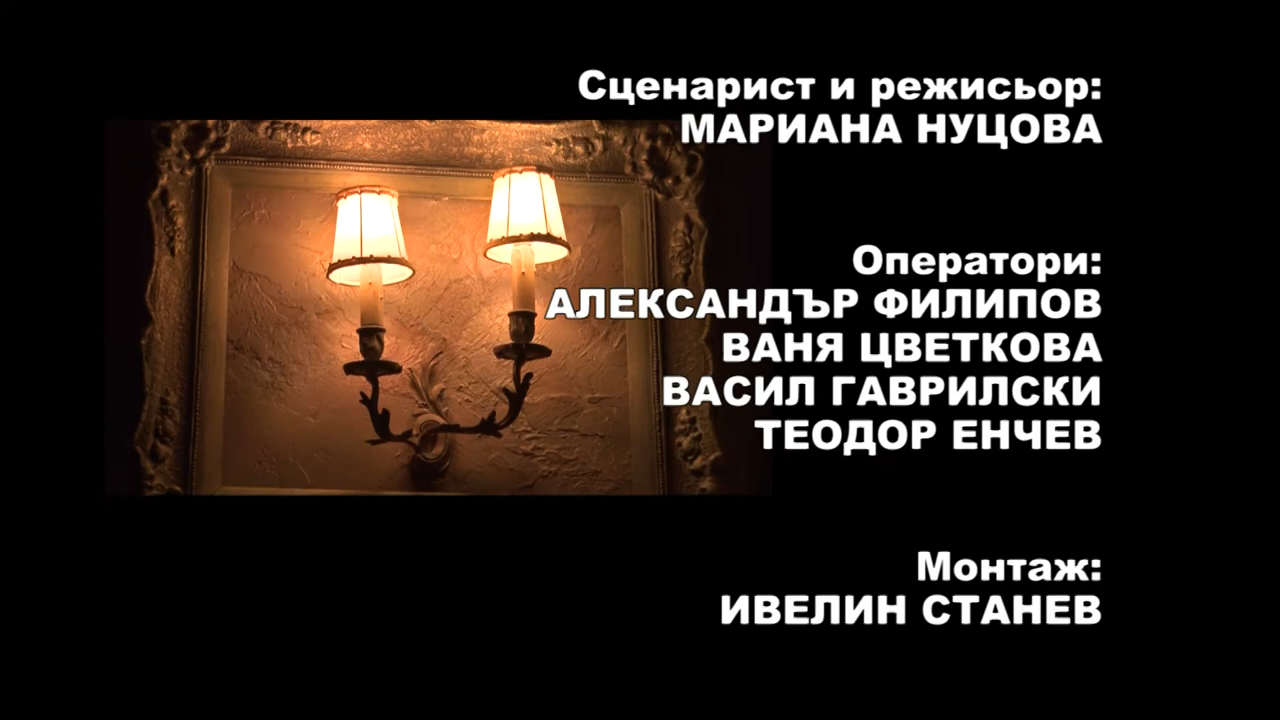 Сценарист и режисьор:
МАРИАНА НУЦОВА
Оператори:
АЛЕКСАНДЪР ФИЛИПОВ
ВАНЯ ЦВЕТКОВА
ВАСИЛ ГАВРИЛСКИ
ТЕОДОР ЕНЧЕВ
Монтаж:
ИВЕЛИН СТАНЕВ